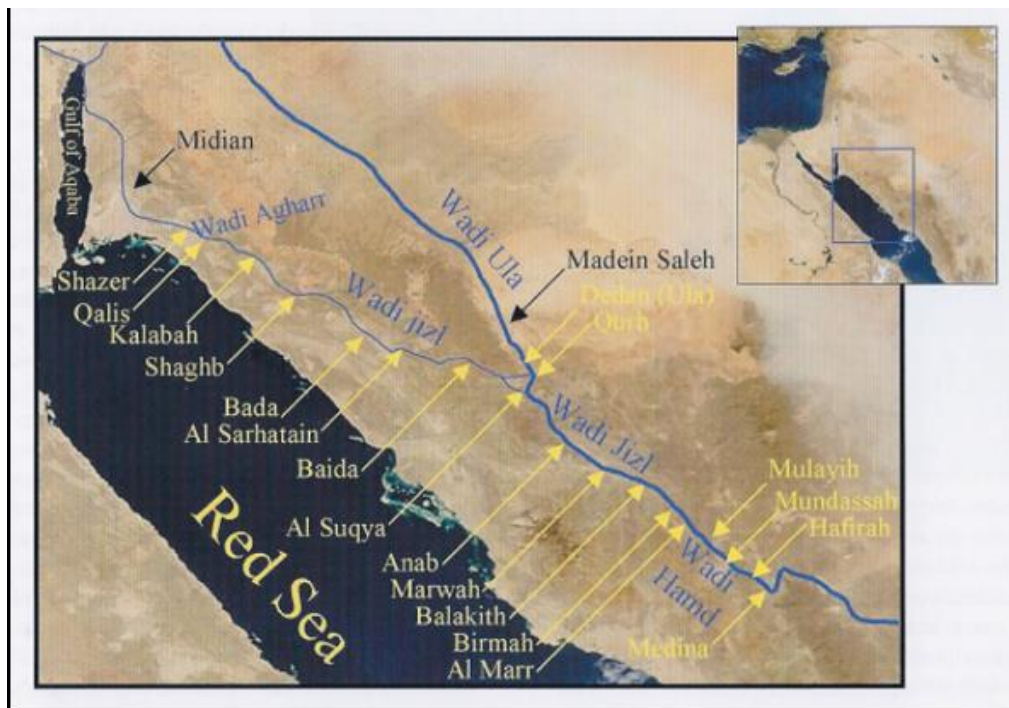 Gulf of Aqaba
Midian
Wadi Agharr
Wadi Ula
Madein Saleh
Shazer
Qalis
Kalabah
Shaghb
Wadi jizl
Dedan (Ula)
Qurh
Bada
Al Sarhatain
Baida
Al Suqya
Wadi Jizl
Anab
Marwah
Balakith
Birmah
Al Marr
Mulayih
Mundassah
Hafirah
Wadi
Hamd
Medina
Red Sea